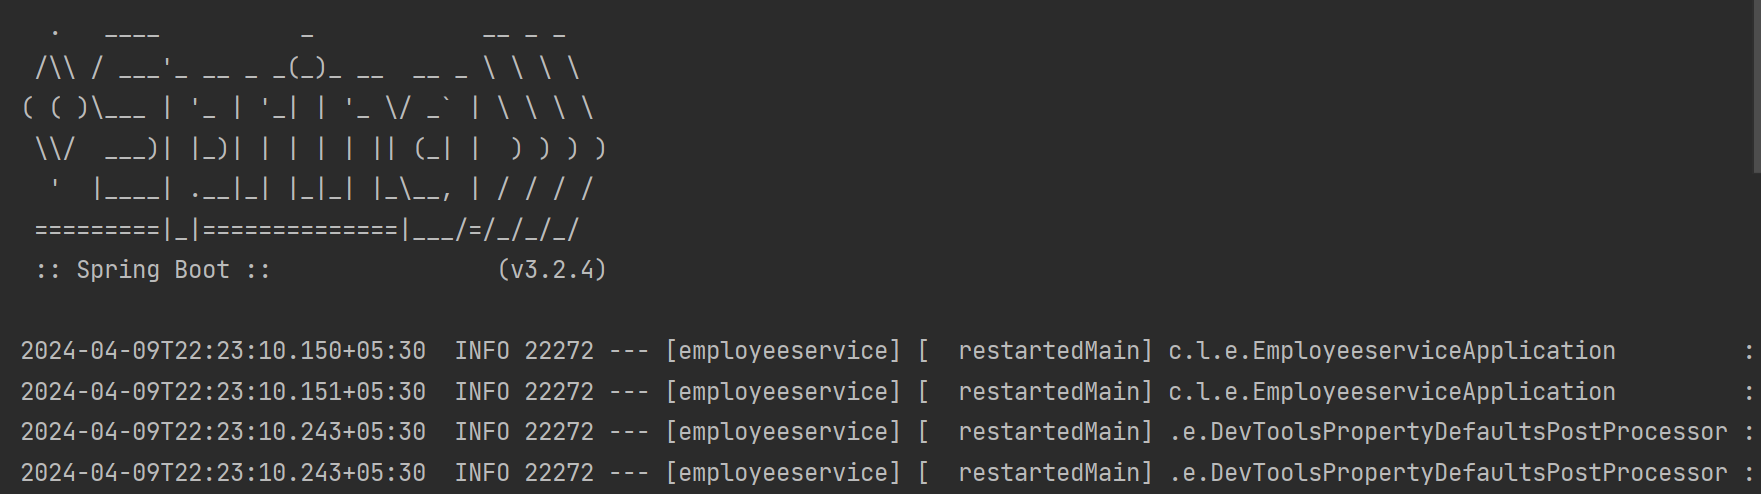 .   ____          _            __ _ _
 /\\ / ___'_ __ _ _(_)_ __  __ _ \ \ \ \
( ( )\___ | '_ | '_| | '_ \/ _` | \ \ \ \
 \\/  ___)| |_)| | | | | || (_| |  ) ) ) )
  '  |____| .__|_| |_|_| |_\__, | / / / /
 =========|_|==============|___/=/_/_/_/
 :: Spring Boot ::                (v3.2.4)
2024-04-09T22:23:10.150+05:30  INFO 22272 --- [employeeservice] [  restartedMain] c.l.e.EmployeeserviceApplication         :
2024-04-09T22:23:10.151+05:30  INFO 22272 --- [employeeservice] [  restartedMain] c.l.e.EmployeeserviceApplication         :
2024-04-09T22:23:10.243+05:30  INFO 22272 --- [employeeservice] [  restartedMain] .e.DevToolsPropertyDefaultsPostProcessor :
2024-04-09T22:23:10.243+05:30  INFO 22272 --- [employeeservice] [  restartedMain] .e.DevToolsPropertyDefaultsPostProcessor :